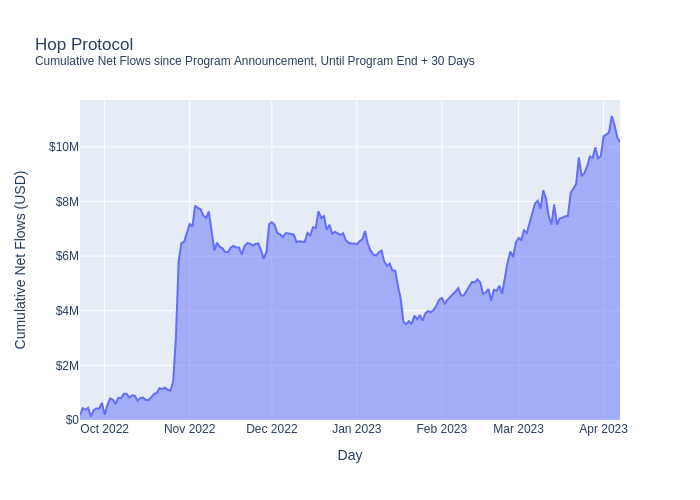 Hop Protocol
Cumulative Net Flows since Program Announcement, Until Program End + 30 Days
Cumulative Net Flows (USD)
$10M
$8M
$6M
$4M
$2M
$0
Oct 2022 Nov 2022 Dec 2022 Jan 2023 Feb 2023 Mar 2023 Apr 2023
Day